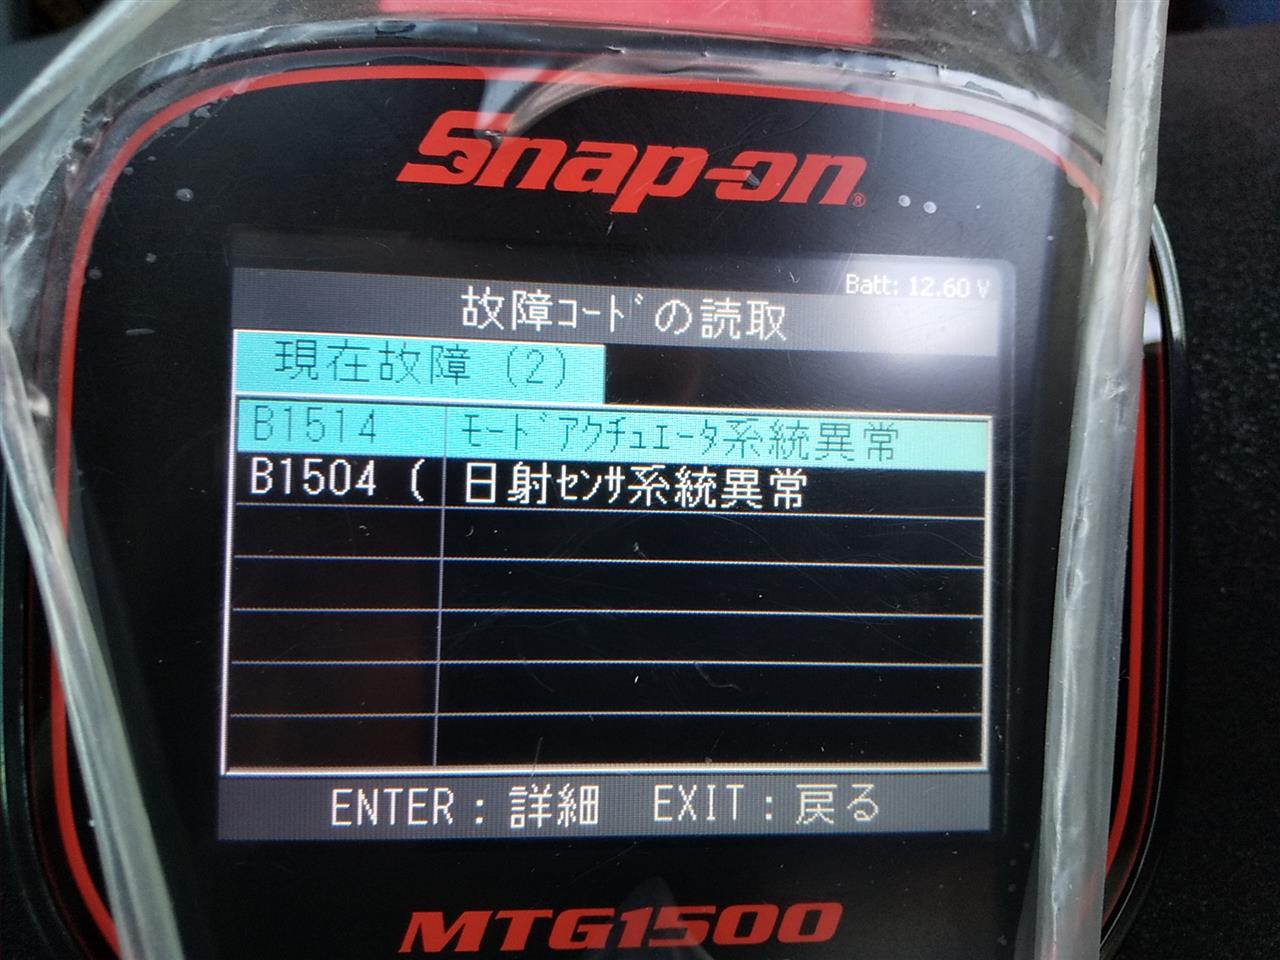 Snap-on®
Batt: 12.60 V
故障ｺｰﾄﾞの読取
現在故障 (2)
B1514 ﾓｰﾄﾞｱｸﾁｭｴｰﾀ系統異常
B1504 ( 日射ｾﾝｻ系統異常
ENTER : 詳細 EXIT : 戻る
MTG1500